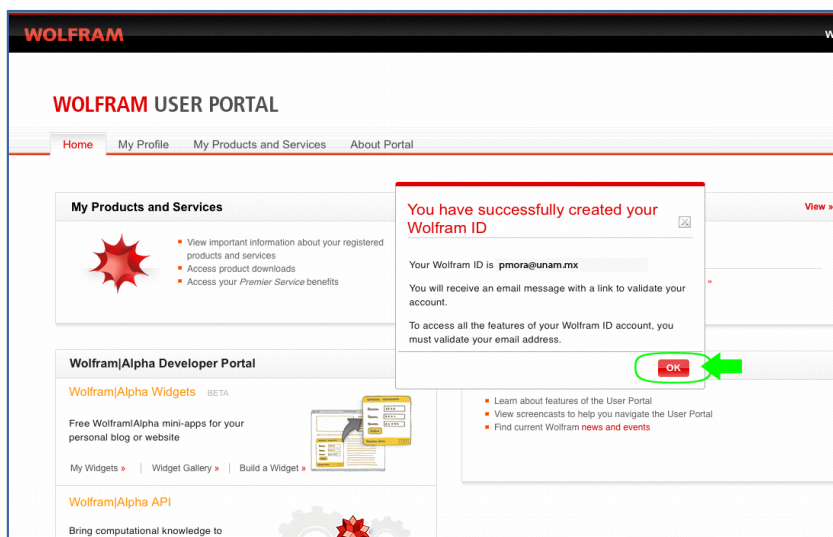 WOLFRAM
WOLFRAM USER PORTAL
Home My Profile My Products and Services About Portal
My Products and Services
View important information about your registered
products and services
Access product downloads
Access your Premier Service benefits
View »
You have successfully created your
Wolfram ID
Your Wolfram ID is pmora@unam.mx
You will receive an email message with a link to validate your
account.
To access all the features of your Wolfram ID account, you
must validate your email address.
OK
Wolfram|Alpha Developer Portal
Wolfram|Alpha Widgets BETA
Free Wolfram|Alpha mini-apps for your
personal blog or website
My Widgets » | Widget Gallery » | Build a Widget »
Learn about features of the User Portal
View screencasts to help you navigate the User Portal
Find current Wolfram news and events
Wolfram|Alpha API
Bring computational knowledge to